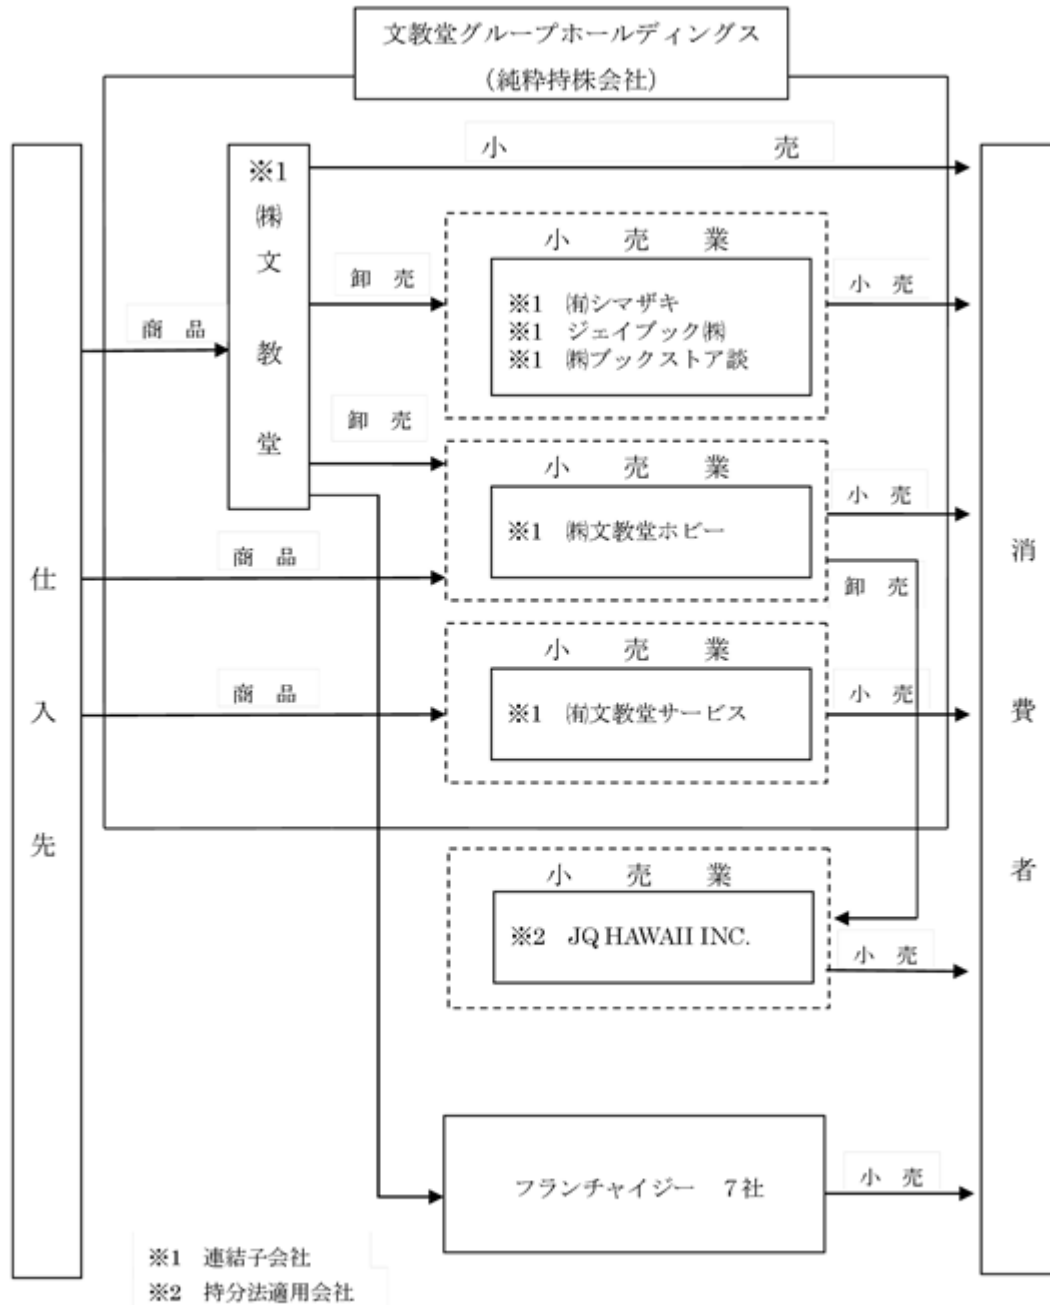 文教堂グループホールディングス
(純粋持株会社)
小 売
※1
㈱
文
教
堂
小 売 業
卸 売
小 売
※1 ㈲シマザキ
※1 ジェイブック㈱
※1 ㈱ブックストア談
商 品
卸 売
小 売 業
小 売
※1 ㈱文教堂ホビー
商 品
卸 売
仕
入
先
消
費
者
小 売 業
商 品
小 売
※1 ㈲文教堂サービス
小 売 業
※2 JQ HAWAII INC.
小 売
フランチャイジー 7社
小 売
※1 連結子会社
※2 持分法適用会社